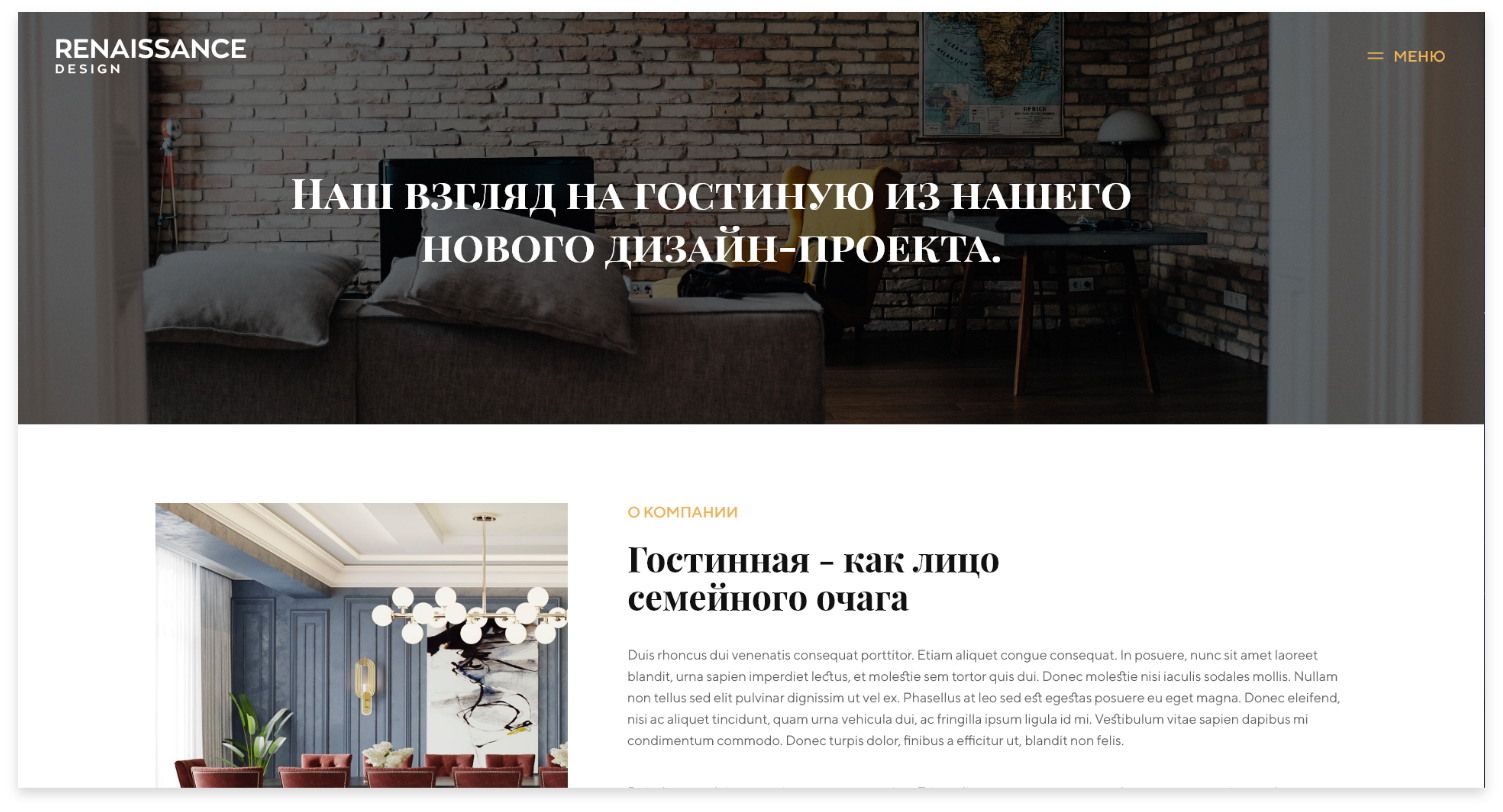 RENAISSANCE
DESIGN
МЕНЮ
АФРИКА
Наш взгляд на гостиную из нашего
нового дизайн-проекта.
О КОМПАНИИ
Гостинная - как лицо
семейного очага
Duis rhoncus dui venenatis consequat porttitor. Etiam aliquet congue consequat. In posuere, nunc sit amet laoreet
blandit, urna sapien imperdiet lectus, et molestie sem tortor quis dui. Donec molestie nisi iaculis sodales mollis. Nullam
non tellus sed elit pulvinar dignissim ut vel ex. Phasellus at leo sed est egestas posuere eu eget magna. Donec eleifend,
nisi ac aliquet tincidunt, quam urna vehicula dui, ac fringilla ipsum ligula id mi. Vestibulum vitae sapien dapibus mi
condimentum commodo. Donec turpis dolor, finibus a efficitur ut, blandit non felis.